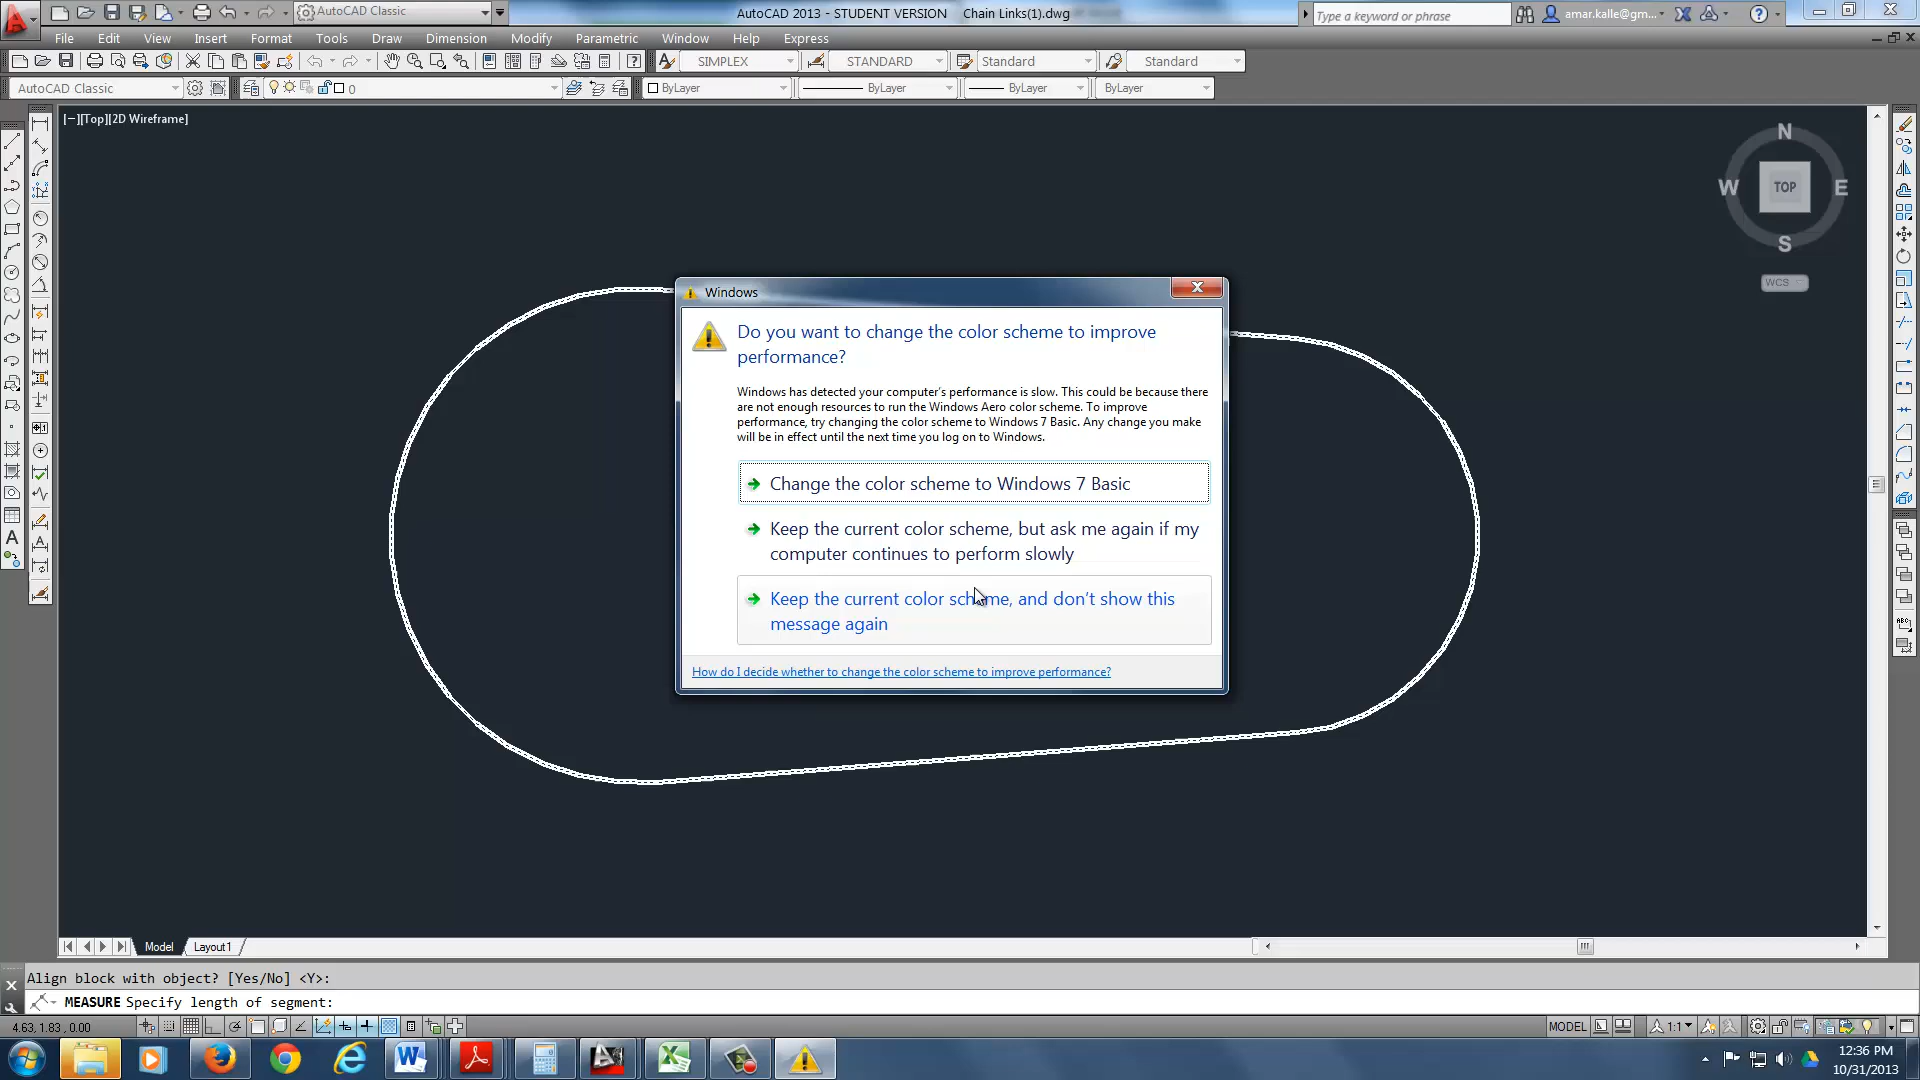 AutoCAD Classic
AutoCAD 2013 - STUDENT VERSION Chain Links(1).dwg
Type a keyword or phrase
amar.kalle@gm...
File Edit View Insert Format Tools Draw Dimension Modify Parametric Window Help Express
SIMPLEX STANDARD Standard Standard
AutoCAD Classic 0 ByLayer ByLayer ByLayer ByLayer
[−][Top][2D Wireframe]
N
W TOP E
S
WCS
Windows
Do you want to change the color scheme to improve
performance?
Windows has detected your computer's performance is slow. This could be because there
are not enough resources to run the Windows Aero color scheme. To improve
performance, try changing the color scheme to Windows 7 Basic. Any change you make
will be in effect until the next time you log on to Windows.
Change the color scheme to Windows 7 Basic
Keep the current color scheme, but ask me again if my
computer continues to perform slowly
Keep the current color scheme, and don't show this
message again
How do I decide whether to change the color scheme to improve performance?
Model Layout1
Align block with object? [Yes/No] <Y>:
MEASURE Specify length of segment:
4.63, 1.83 , 0.00
MODEL 1:1
12:36 PM
10/31/2013